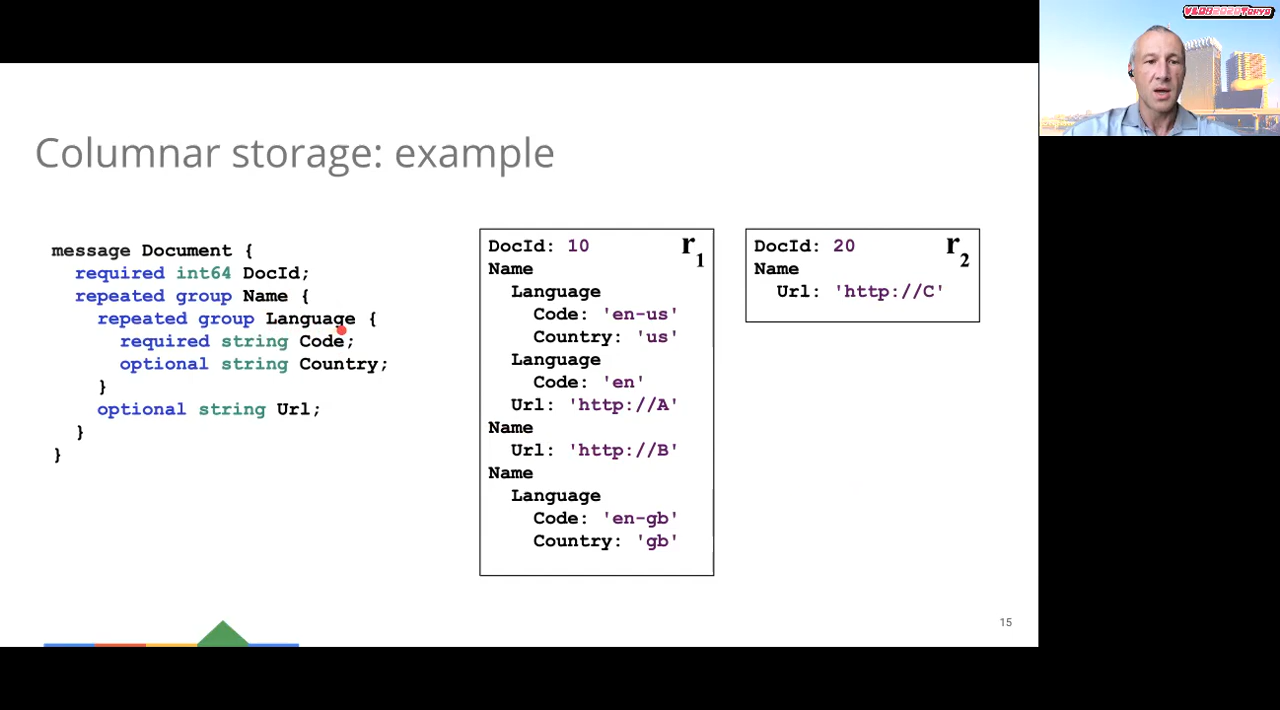 VLDB2020Tokyo
Columnar storage: example
message Document {
required int64 DocId;
repeated group Name {
repeated group Language {
required string Code;
optional string Country;
}
optional string Url;
}
}
DocId: 10
r1
Name
Language
Code: 'en-us'
Country: 'us'
Language
Code: 'en'
Url: 'http://A'
Name
Url: 'http://B'
Name
Language
Code: 'en-gb'
Country: 'gb'
DocId: 20
r2
Name
Url: 'http://C'
15